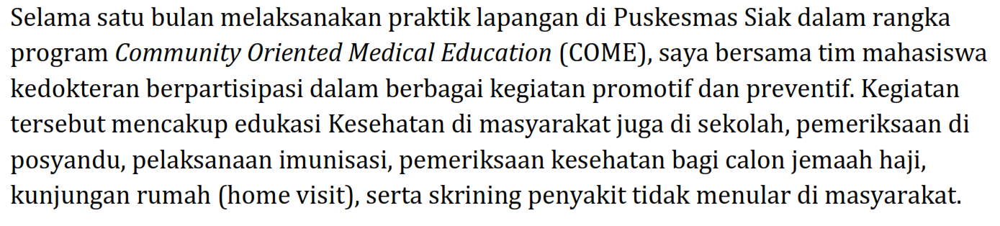 Selama satu bulan melaksanakan praktik lapangan di Puskesmas Siak dalam rangka
program Community Oriented Medical Education (COME), saya bersama tim mahasiswa
kedokteran berpartisipasi dalam berbagai kegiatan promotif dan preventif. Kegiatan
tersebut mencakup edukasi Kesehatan di masyarakat juga di sekolah, pemeriksaan di
posyandu, pelaksanaan imunisasi, pemeriksaan kesehatan bagi calon jemaah haji,
kunjungan rumah (home visit), serta skrining penyakit tidak menular di masyarakat.